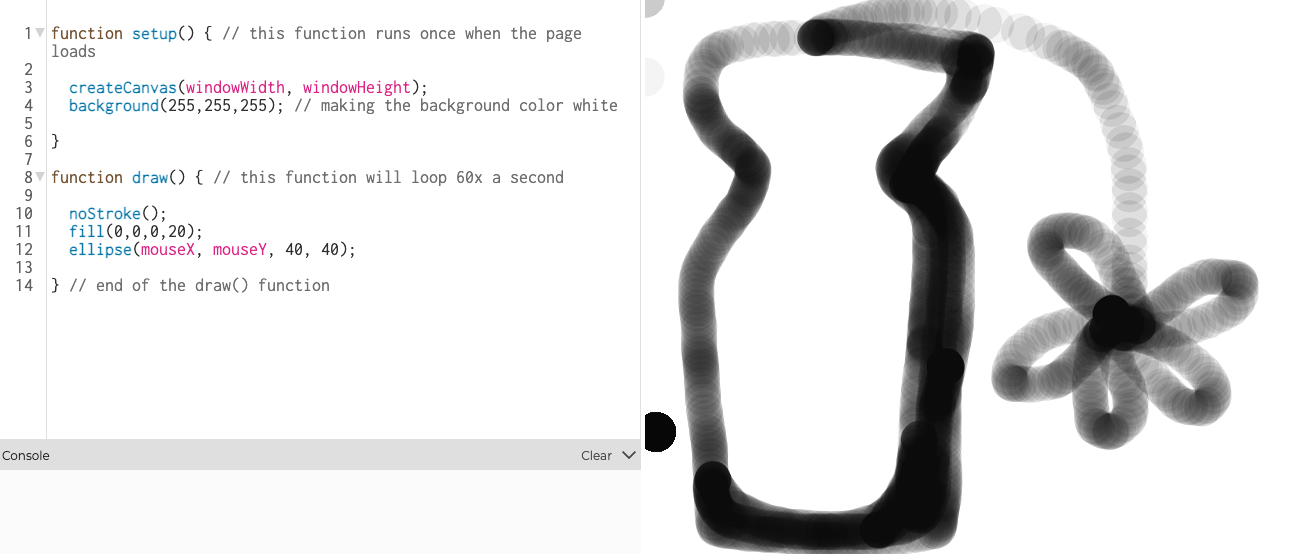 1 function setup() { // this function runs once when the page
loads
2
3 createCanvas(windowWidth, windowHeight);
4 background(255,255,255); // making the background color white
5
6 }
7
8 function draw() { // this function will loop 60x a second
9
10 noStroke();
11 fill(0,0,0,20);
12 ellipse(mouseX, mouseY, 40, 40);
13
14 } // end of the draw() function
Console Clear